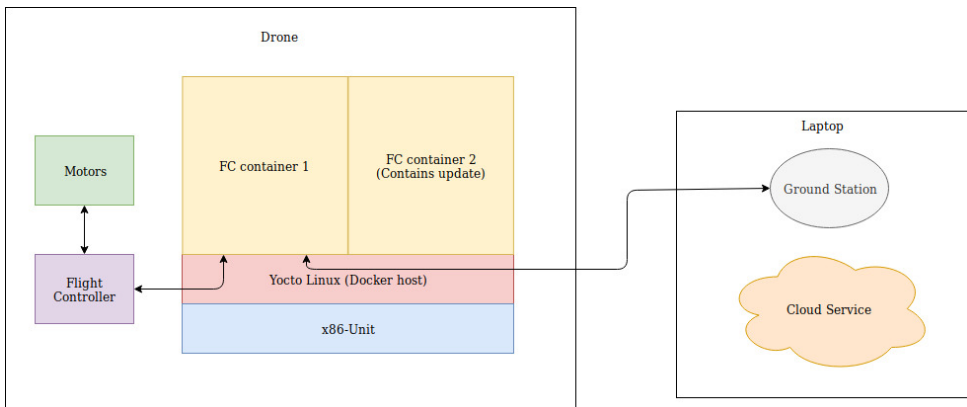 Drone
Motors
Flight
Controller
FC container 1
FC container 2
(Contains update)
Yocto Linux (Docker host)
x86-Unit
Laptop
Ground Station
Cloud Service